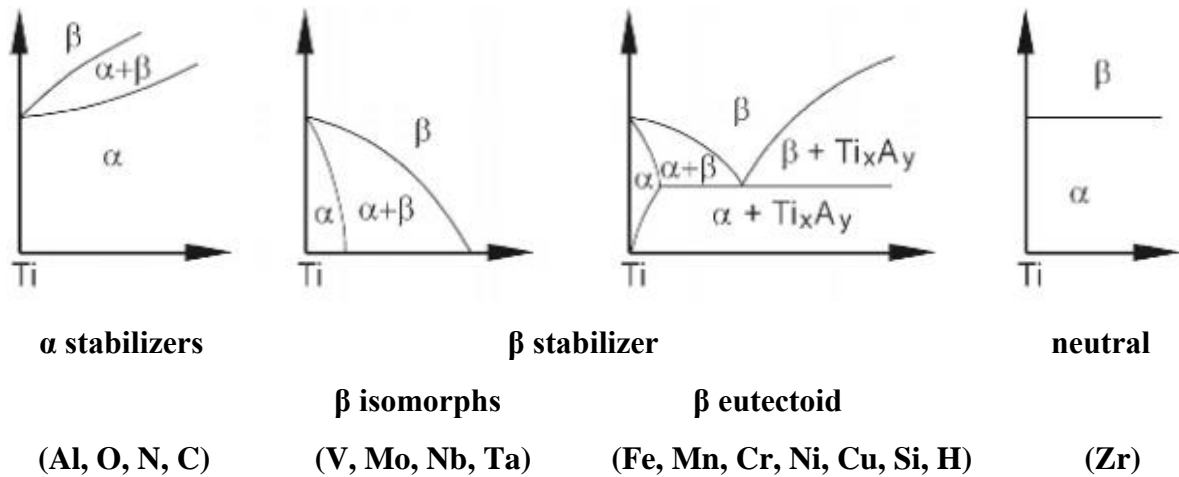 β
α+β
α
Ti
β
α
α+β
Ti
β
α
α+β
β + TixAy
α + TixAy
Ti
β
α
Ti
α stabilizers
β stabilizer
neutral
β isomorphs
β eutectoid
(Al, O, N, C)
(V, Mo, Nb, Ta)
(Fe, Mn, Cr, Ni, Cu, Si, H)
(Zr)